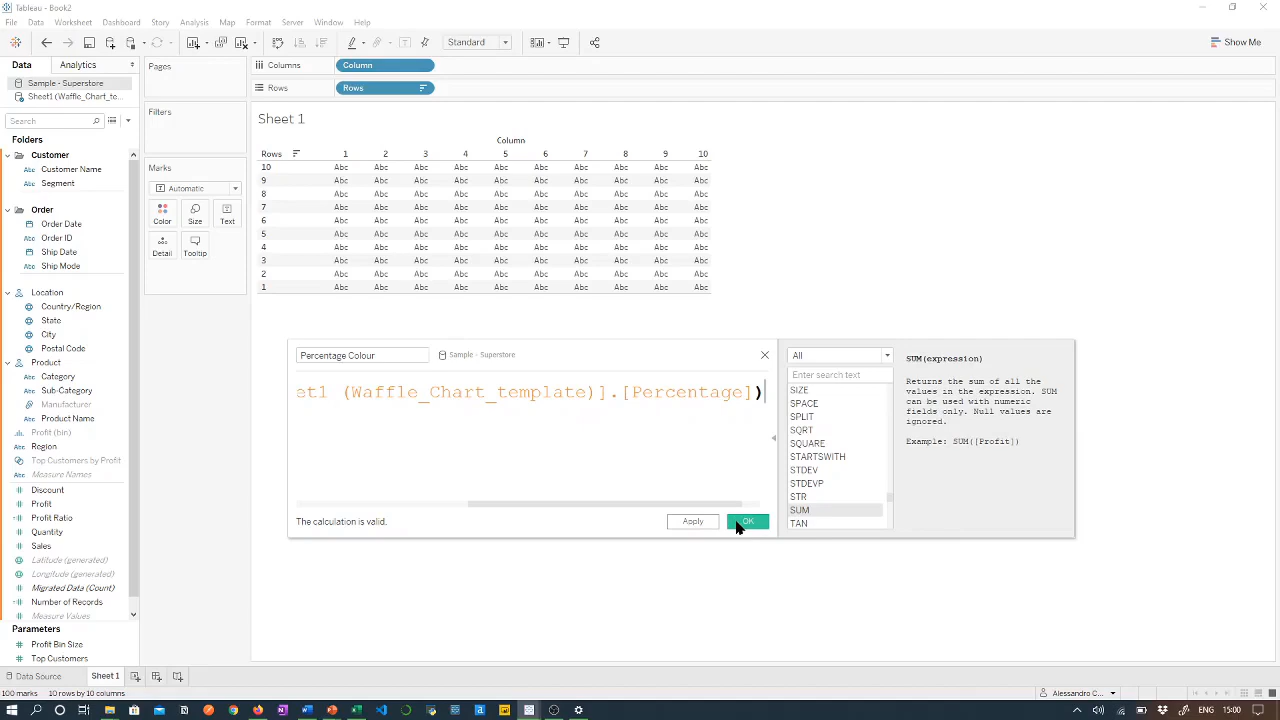 Tableau - Book2
File Data Worksheet Dashboard Story Analysis Map Format Server Window Help
Standard
Show Me
Data Analytics
Sample - Superstore
Sheet1 (Waffle_Chart_te...
Search
Folders
Customer
Abc Customer Name
Abc Segment
Order
Order Date
Abc Order ID
Ship Date
Abc Ship Mode
Location
Country/Region
State
City
Postal Code
Product
Abc Category
Abc Sub-Category
Manufacturer
Abc Product Name
Profit (bin)
Abc Region
Top Customers by Profit
Abc Measure Names
Discount
Profit
Profit Ratio
Quantity
Sales
Latitude (generated)
Longitude (generated)
Migrated Data (Count)
Number of Records
Measure Values
Parameters
Profit Bin Size
Top Customers
Pages
Filters
Marks
Automatic
Color Size Text
Detail Tooltip
Columns Column
Rows Rows
Sheet 1
Column
Rows 1 2 3 4 5 6 7 8 9 10
10 Abc Abc Abc Abc Abc Abc Abc Abc Abc Abc
9 Abc Abc Abc Abc Abc Abc Abc Abc Abc Abc
8 Abc Abc Abc Abc Abc Abc Abc Abc Abc Abc
7 Abc Abc Abc Abc Abc Abc Abc Abc Abc Abc
6 Abc Abc Abc Abc Abc Abc Abc Abc Abc Abc
5 Abc Abc Abc Abc Abc Abc Abc Abc Abc Abc
4 Abc Abc Abc Abc Abc Abc Abc Abc Abc Abc
3 Abc Abc Abc Abc Abc Abc Abc Abc Abc Abc
2 Abc Abc Abc Abc Abc Abc Abc Abc Abc Abc
1 Abc Abc Abc Abc Abc Abc Abc Abc Abc Abc
Percentage Colour
Sample - Superstore
et1 (Waffle_Chart_template)].[Percentage])
The calculation is valid.
Apply
OK
All
Enter search text
SIZE
SPACE
SPLIT
SQRT
SQUARE
STARTSWITH
STDEV
STDEVP
STR
SUM
TAN
SUM(expression)
Returns the sum of all the
values in the expression. SUM
can be used with numeric
fields only. Null values are
ignored.
Example: SUM([Profit])
Data Source Sheet 1
100 marks 10 rows by 10 columns
Alessandro C...
15:00